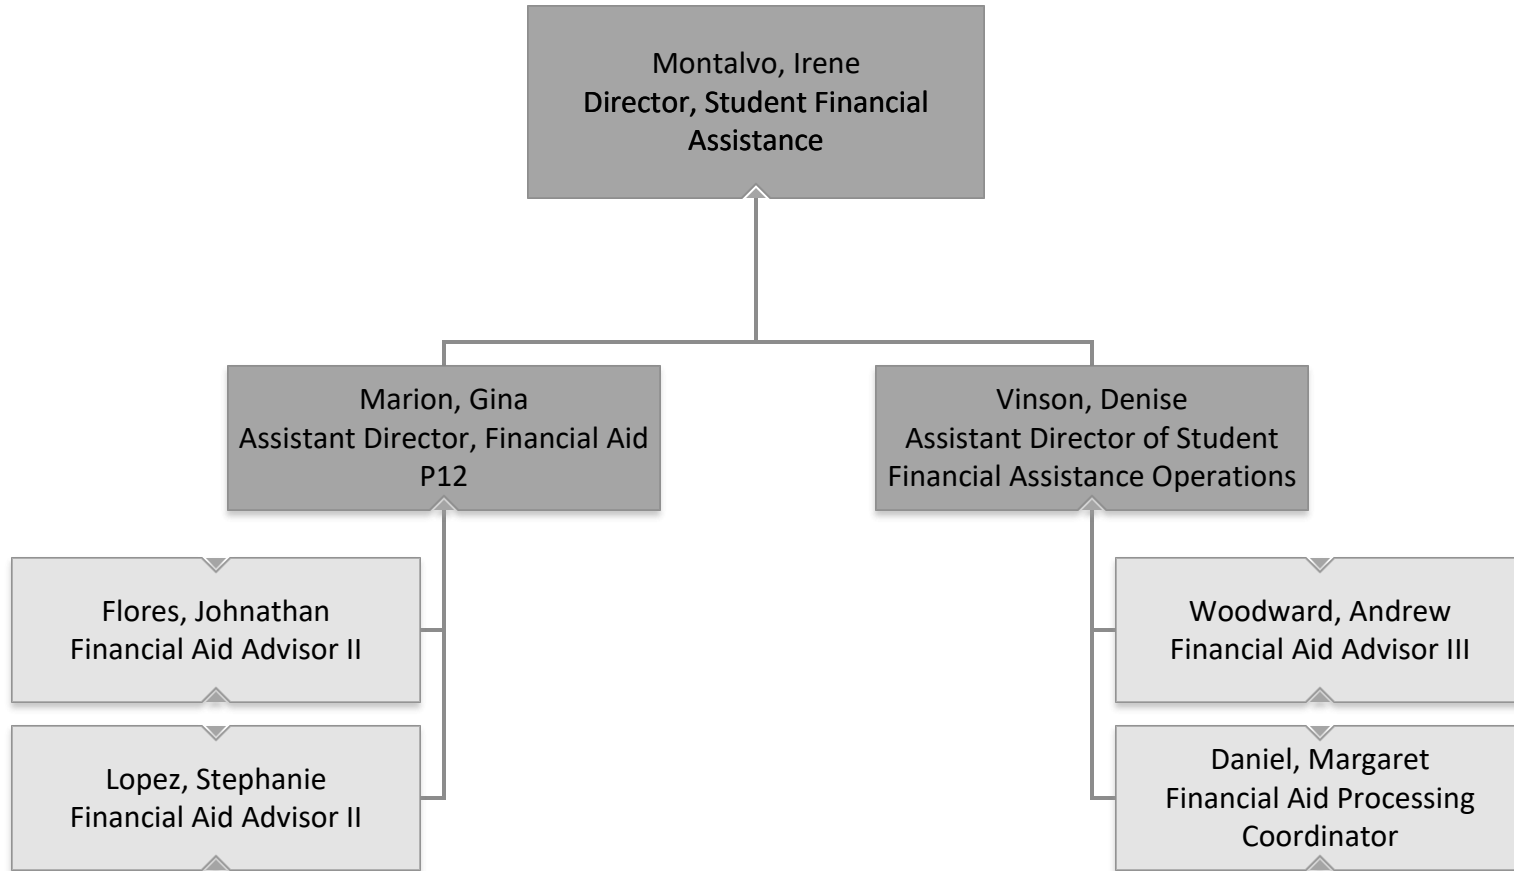 Montalvo, Irene
Director, Student Financial
Assistance
Marion, Gina
Assistant Director, Financial Aid
P12
Vinson, Denise
Assistant Director of Student
Financial Assistance Operations
Flores, Johnathan
Financial Aid Advisor II
Lopez, Stephanie
Financial Aid Advisor II
Woodward, Andrew
Financial Aid Advisor III
Daniel, Margaret
Financial Aid Processing
Coordinator